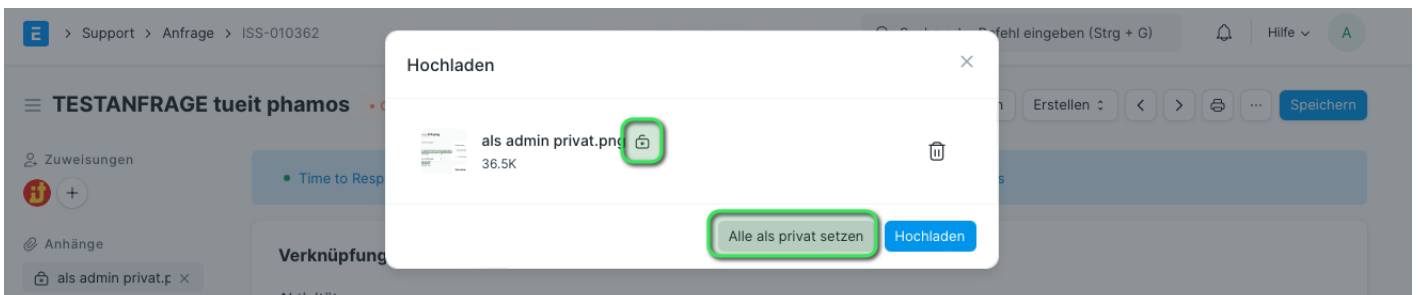 E > Support > Anfrage > ISS-010362
efehl eingeben (Strg + G)
Hilfe
A
Hochladen
TESTANFRAGE tueit phamos
Erstellen
Speichern
als admin privat.png
36.5K
Zuweisungen
Time to Resp
Alle als privat setzen
Hochladen
Anhänge
als admin privat.p
Verknüpfung